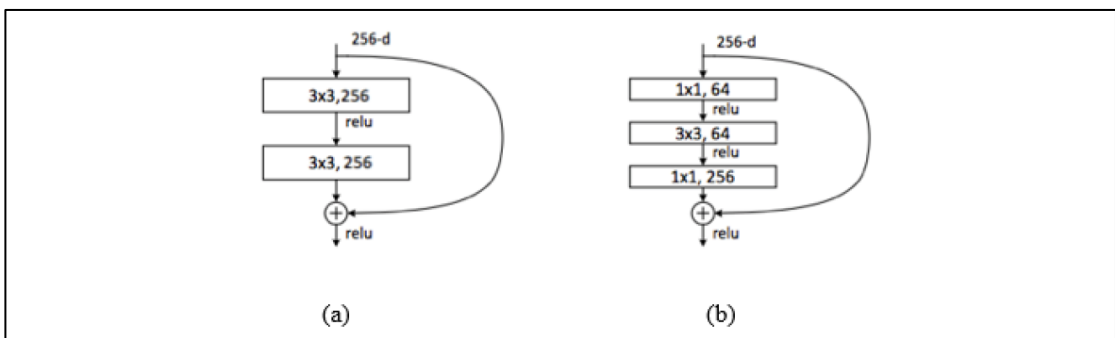 256-d
3x3,256
relu
3x3, 256
relu
(a)
256-d
1x1, 64
relu
3x3, 64
relu
1x1, 256
relu
(b)